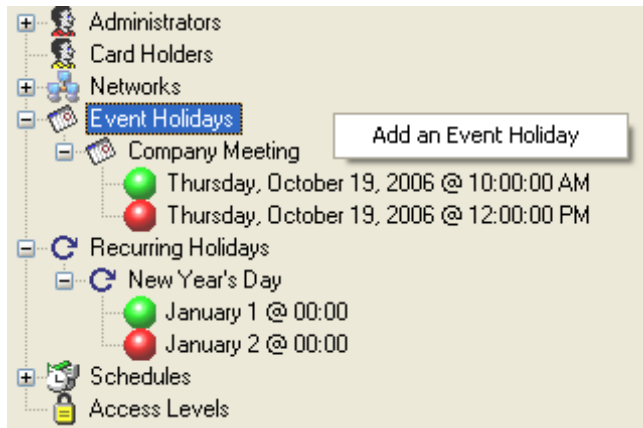 Administrators
Card Holders
Networks
Event Holidays
Add an Event Holiday
Company Meeting
Thursday, October 19, 2006 @ 10:00:00 AM
Thursday, October 19, 2006 @ 12:00:00 PM
Recurring Holidays
New Year's Day
January 1 @ 00:00
January 2 @ 00:00
Schedules
Access Levels